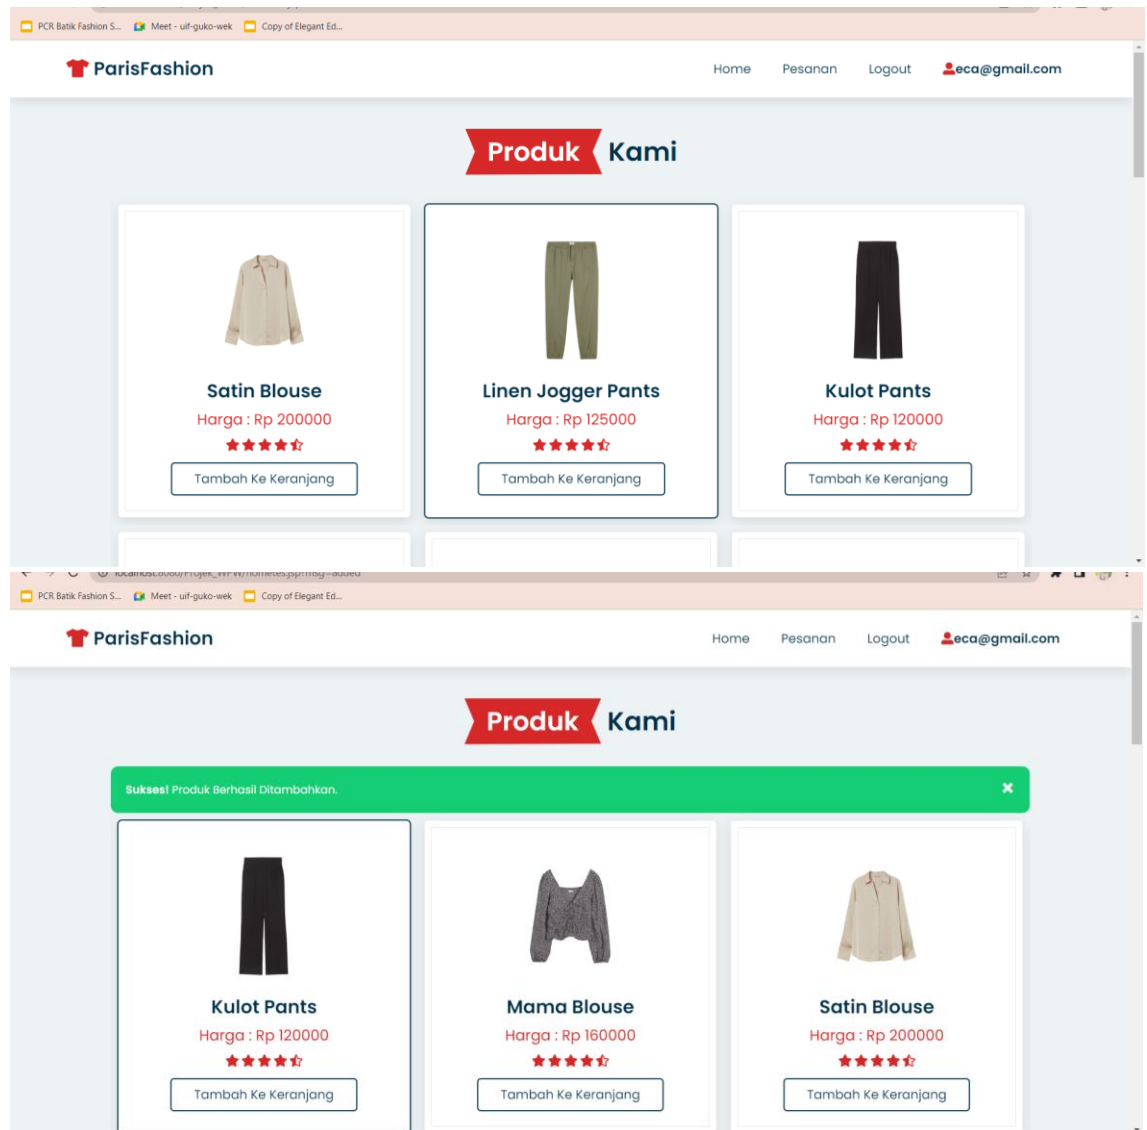 PCR Batik Fashion S... Meet - uif-guko-wek Copy of Elegant Ed...
ParisFashion Home Pesanan Logout eca@gmail.com
Produk Kami
Satin Blouse Linen Jogger Pants Kulot Pants
Harga : Rp 200000 Harga : Rp 125000 Harga : Rp 120000
Tambah Ke Keranjang Tambah Ke Keranjang Tambah Ke Keranjang
PCR Batik Fashion S... Meet - uif-guko-wek Copy of Elegant Ed...
ParisFashion Home Pesanan Logout eca@gmail.com
Produk Kami
Sukses! Produk Berhasil Ditambahkan.
Kulot Pants Mama Blouse Satin Blouse
Harga : Rp 120000 Harga : Rp 160000 Harga : Rp 200000
Tambah Ke Keranjang Tambah Ke Keranjang Tambah Ke Keranjang